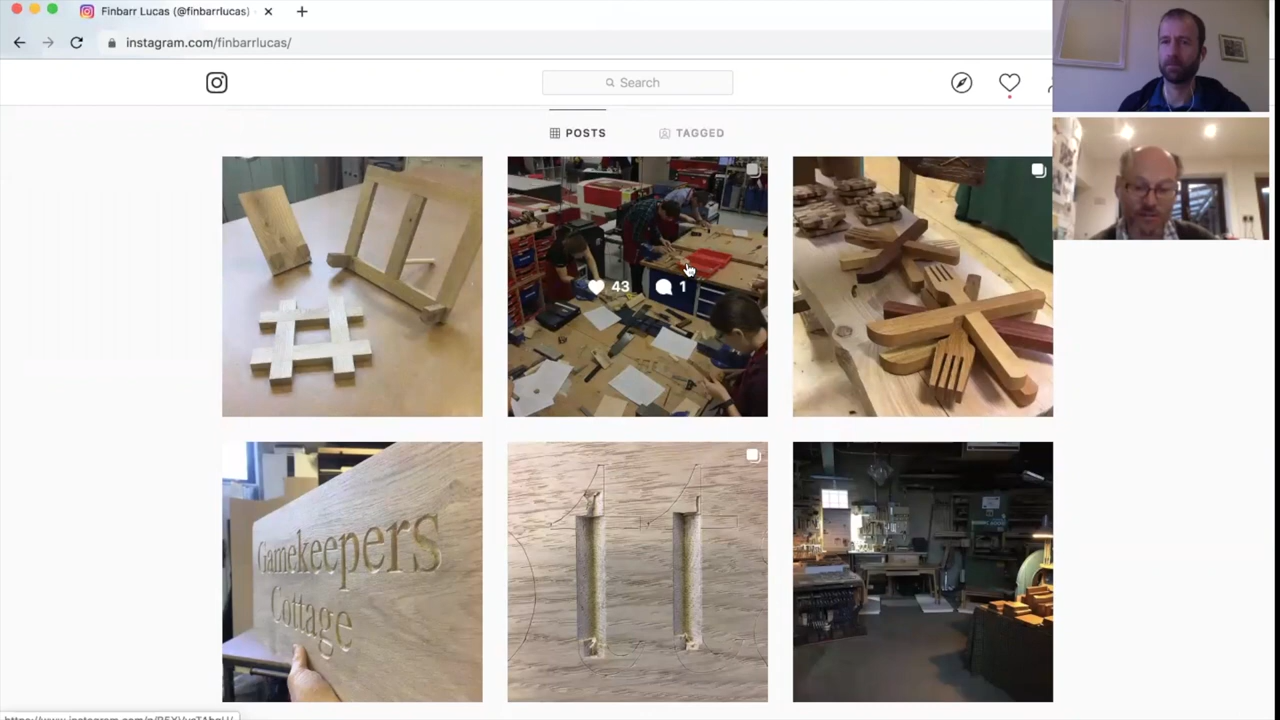 Finbarr Lucas (@finbarrlucas)
instagram.com/finbarrlucas/
Search
POSTS
TAGGED
43
1
Gamekeepers
Cottage